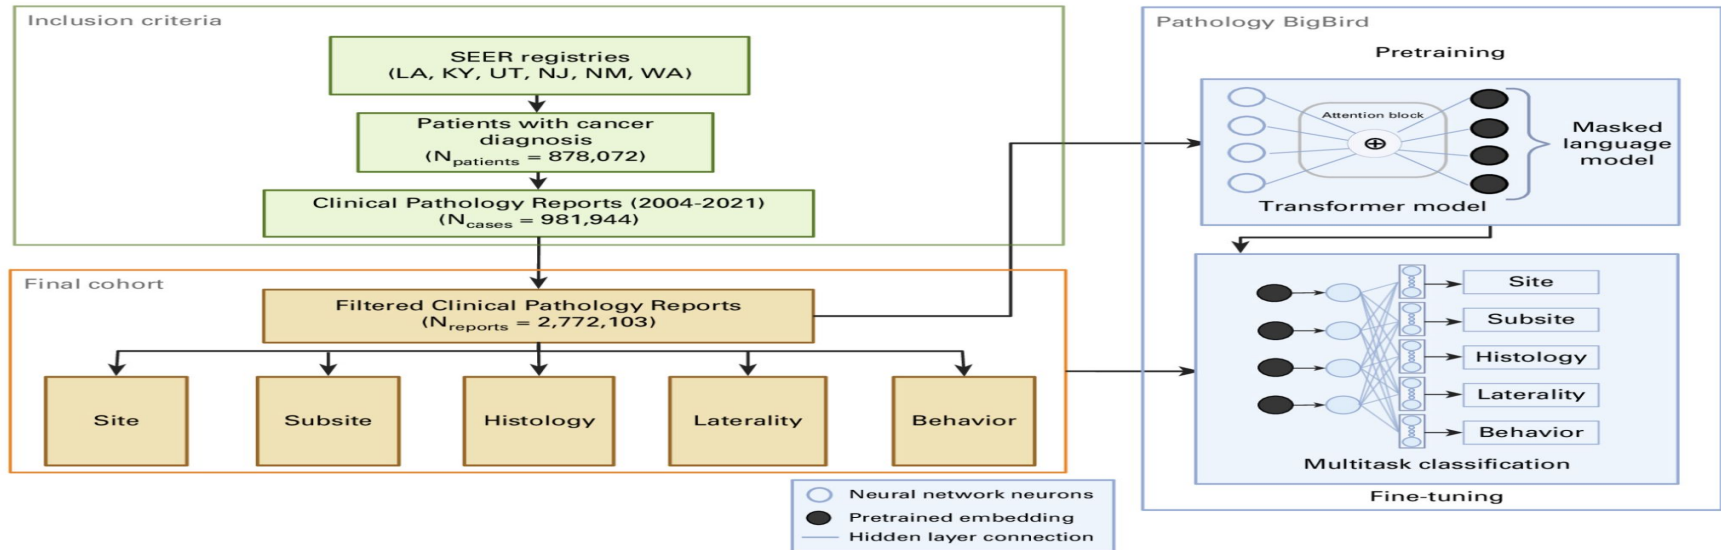 Inclusion criteria
SEER registries
(LA, KY, UT, NJ, NM, WA)
Patients with cancer
diagnosis
(Npatients = 878,072)
Clinical Pathology Reports (2004-2021)
(Ncases = 981,944)
Final cohort
Filtered Clinical Pathology Reports
(Nreports = 2,772,103)
Site
Subsite
Histology
Laterality
Behavior
Pathology BigBird
Pretraining
Attention block
Masked
language
model
Transformer model
Site
Subsite
Histology
Laterality
Behavior
Multitask classification
Fine-tuning
Neural network neurons
Pretrained embedding
Hidden layer connection